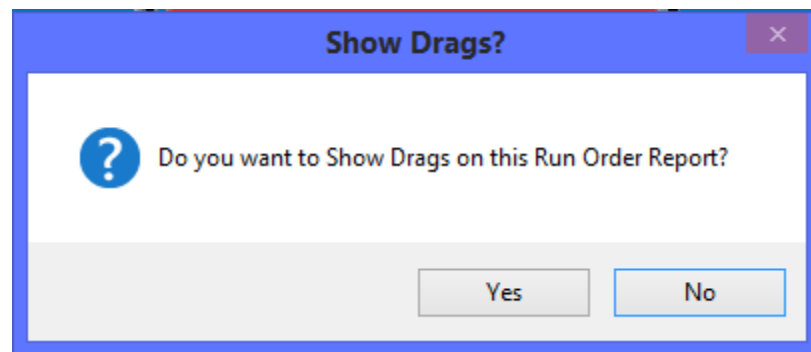 Show Drags?
Do you want to Show Drags on this Run Order Report?
Yes No